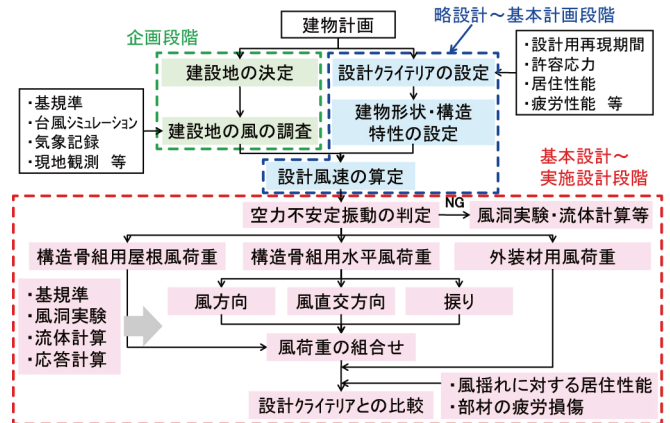 建物計画
企画段階
略設計～基本計画段階
建設地の決定
設計クライテリアの設定
・設計用再現期間
・許容応力
・居住性能
・疲労性能 等
・基規準
・台風シミュレーション
・気象記録
・現地観測 等
建設地の風の調査
建物形状・構造
特性の設定
設計風速の算定
基本設計～
実施設計段階
空力不安定振動の判定
NG
風洞実験・流体計算等
構造骨組用屋根風荷重
構造骨組用水平風荷重
外装材用風荷重
・基規準
・風洞実験
・流体計算
・応答計算
風方向
風直交方向
捩り
風荷重の組合せ
設計クライテリアとの比較
・風揺れに対する居住性能
・部材の疲労損傷